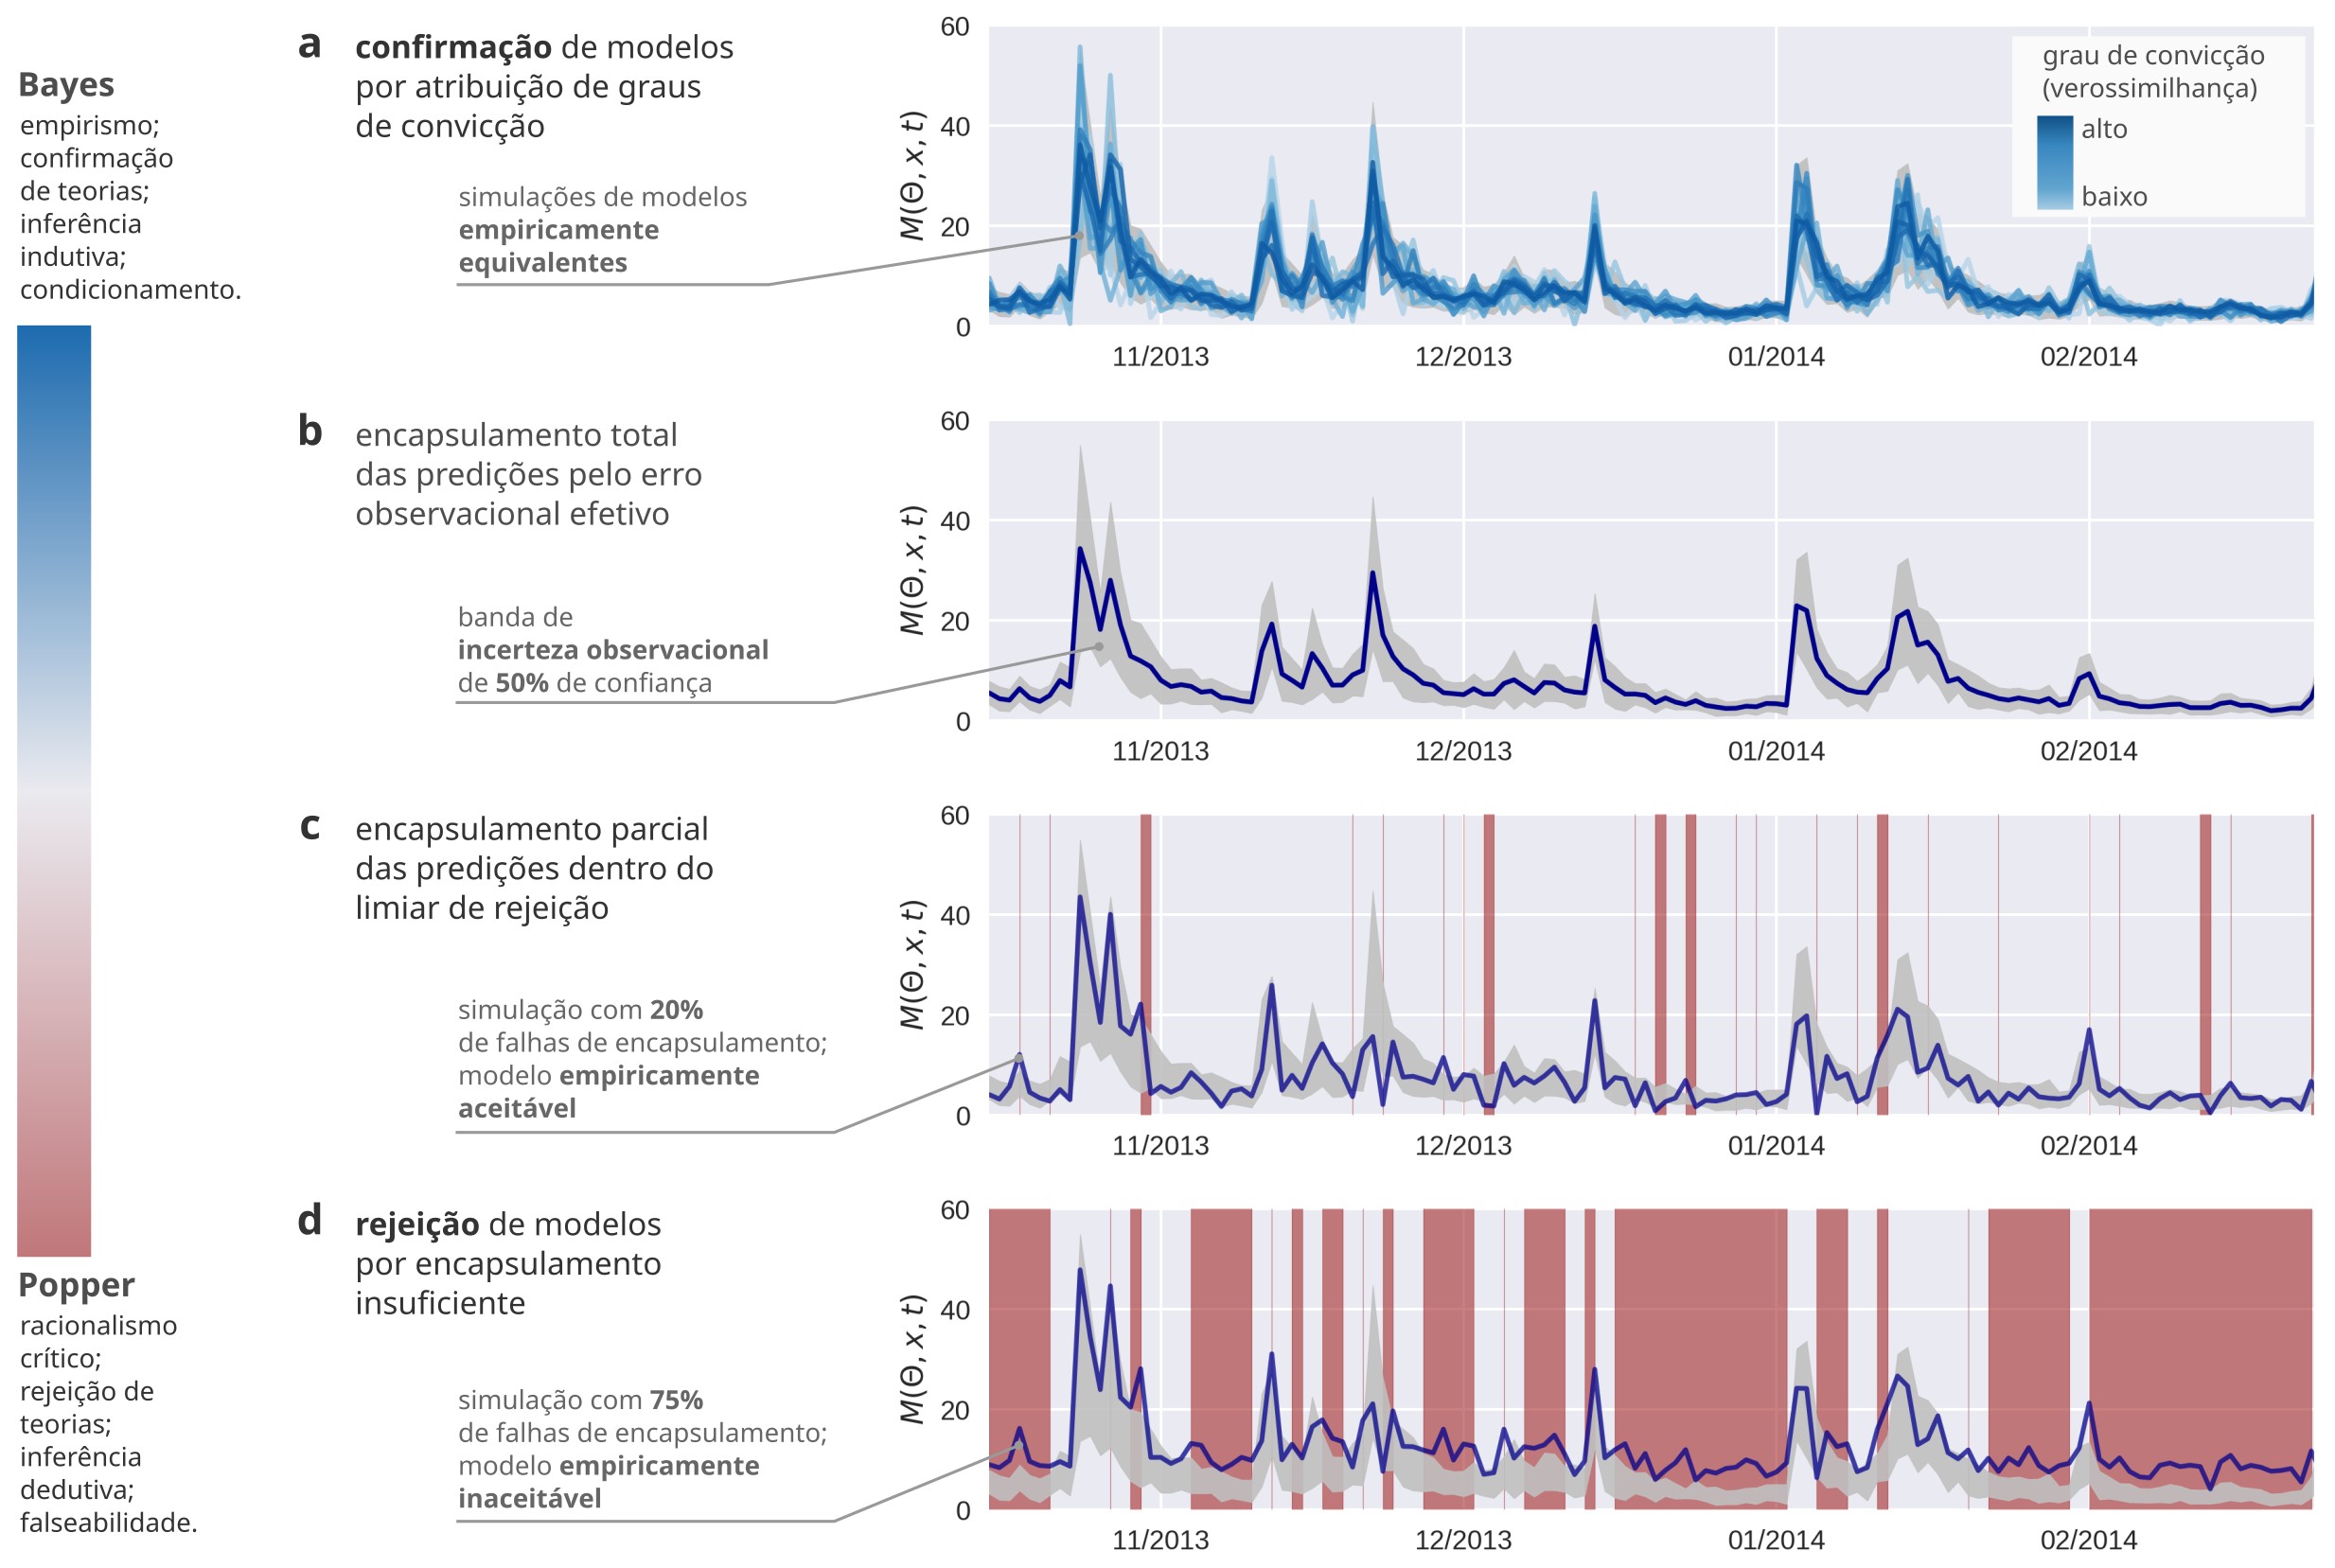 Bayes
empirismo;
confirmação
de teorias;
inferência
indutiva;
condicionamento.
Popper
racionalismo
crítico;
rejeição de
teorias;
inferência
dedutiva;
falseabilidade.
a
confirmação de modelos
por atribuição de graus
de convicção
simulações de modelos
empiricamente
equivalentes
M(Θ, x, t)
60
40
20
0
grau de convicção
(verossimilhança)
alto
baixo
11/2013
12/2013
01/2014
02/2014
b
encapsulamento total
das predições pelo erro
observacional efetivo
banda de
incerteza observacional
de 50% de confiança
M(Θ, x, t)
60
40
20
0
11/2013
12/2013
01/2014
02/2014
c
encapsulamento parcial
das predições dentro do
limiar de rejeição
simulação com 20%
de falhas de encapsulamento;
modelo empiricamente
aceitável
M(Θ, x, t)
60
40
20
0
11/2013
12/2013
01/2014
02/2014
d
rejeição de modelos
por encapsulamento
insuficiente
simulação com 75%
de falhas de encapsulamento;
modelo empiricamente
inaceitável
M(Θ, x, t)
60
40
20
0
11/2013
12/2013
01/2014
02/2014